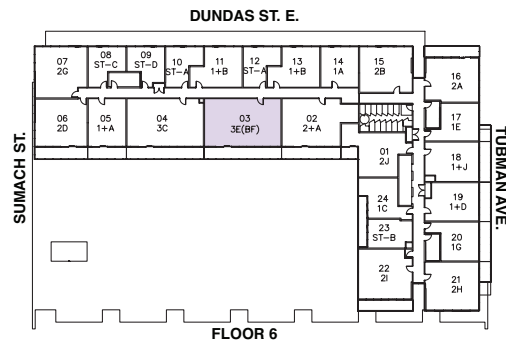 DUNDAS ST. E.
07
2G
08
ST-C
09
ST-D
10
ST-A
11
1+B
12
ST-A
13
1+B
14
1A
15
2B
16
2A
06
2D
05
1+A
04
3C
03
3E(BF)
02
2+A
01
2J
17
1E
18
1+J
19
1+D
20
1G
21
2H
24
1C
23
ST-B
22
2I
SUMACH ST.
TUBMAN AVE.
FLOOR 6